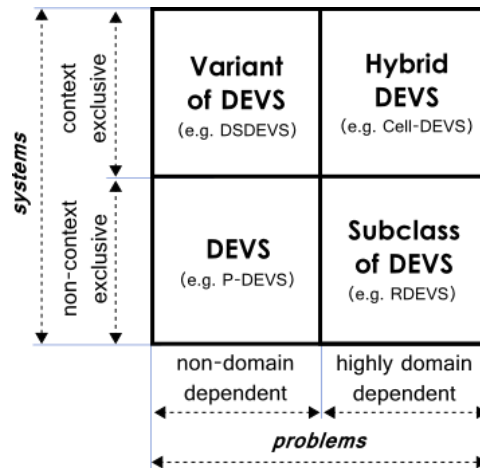 systems
context
exclusive
non-context
exclusive
Variant
of DEVS
(e.g. DSDEVS)
Hybrid
DEVS
(e.g. Cell-DEVS)
DEVS
(e.g. P-DEVS)
Subclass
of DEVS
(e.g. RDEVS)
non-domain
dependent
highly domain
dependent
problems